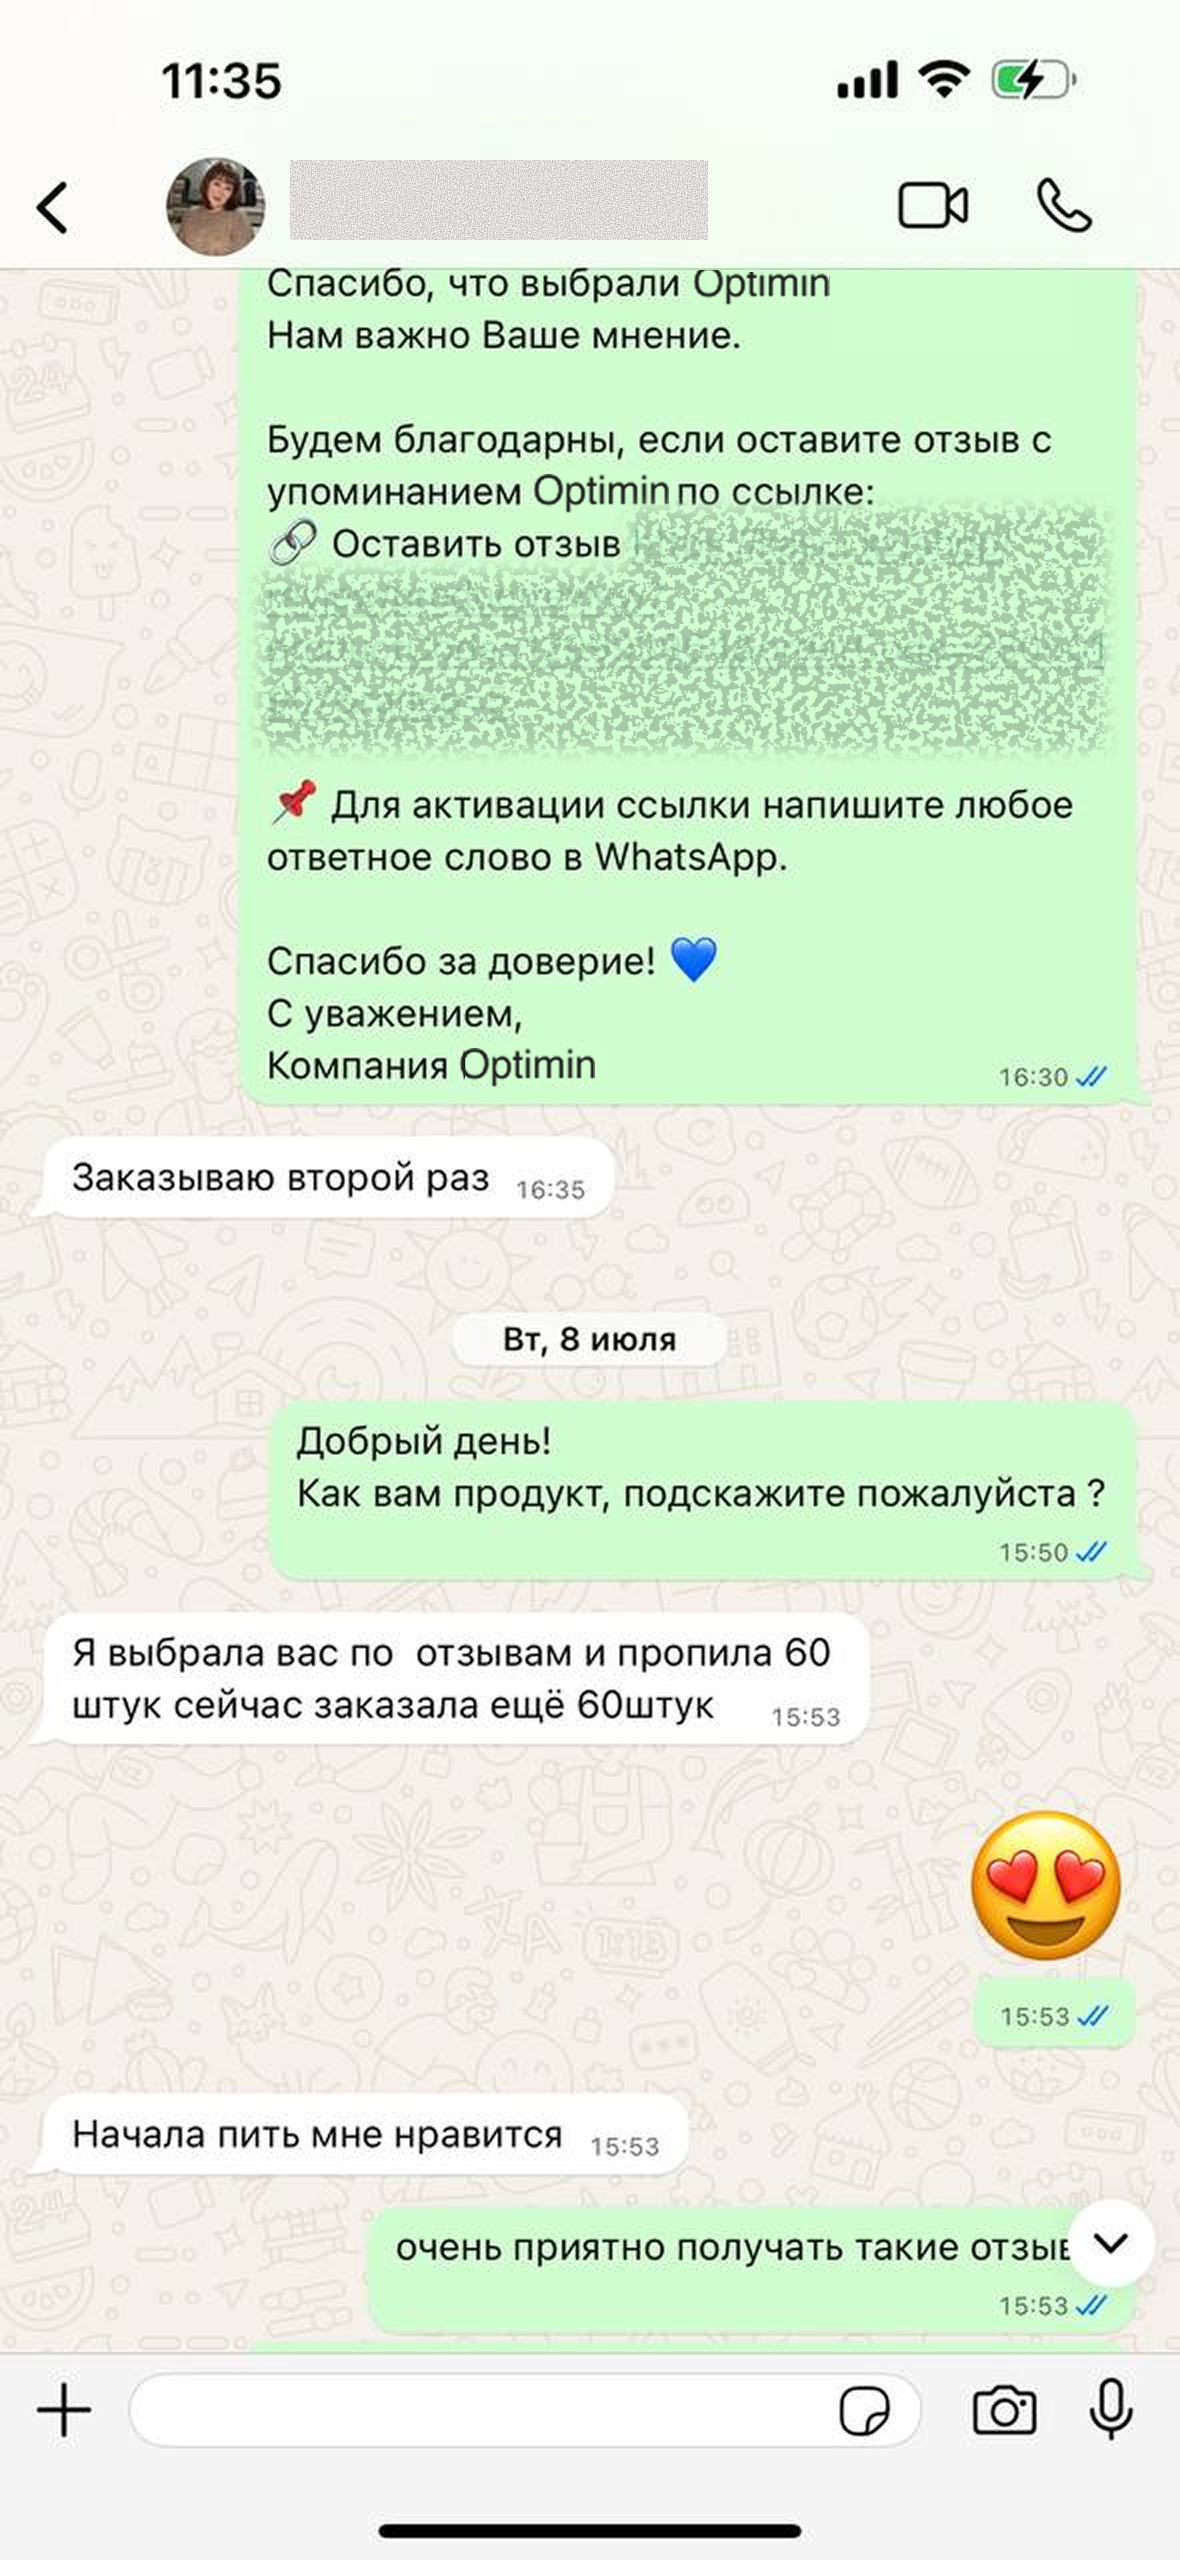 11:35
Спасибо, что выбрали Optimin
Нам важно Ваше мнение.
Будем благодарны, если оставите отзыв с
упоминанием Optimin по ссылке:
🔗 Оставить отзыв
📌 Для активации ссылки напишите любое
ответное слово в WhatsApp.
Спасибо за доверие! 💙
С уважением,
Компания Optimin
16:30
Заказываю второй раз 16:35
Вт, 8 июля
Добрый день!
Как вам продукт, подскажите пожалуйста ?
15:50
Я выбрала вас по  отзывам и пропила 60
штук сейчас заказала ещё 60штук 15:53
😍
15:53
Начала пить мне нравится 15:53
очень приятно получать такие отзыв
15:53